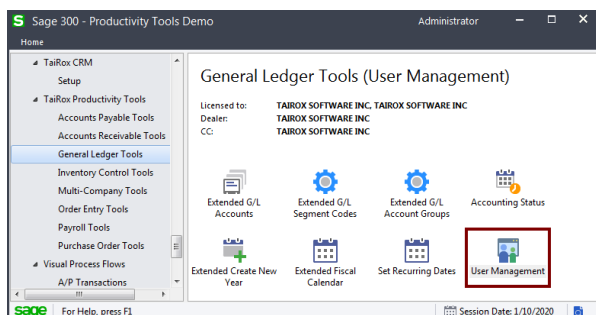 S Sage 300 - Productivity Tools Demo Administrator
Home
TaiRox CRM
Setup
TaiRox Productivity Tools
Accounts Payable Tools
Accounts Receivable Tools
General Ledger Tools
Inventory Control Tools
Multi-Company Tools
Order Entry Tools
Payroll Tools
Purchase Order Tools
Visual Process Flows
A/P Transactions
General Ledger Tools (User Management)
Licensed to: TAIROX SOFTWARE INC, TAIROX SOFTWARE INC
Dealer: TAIROX SOFTWARE INC
CC: TAIROX SOFTWARE INC
Extended G/L
Accounts
Extended G/L
Segment Codes
Extended G/L
Account Groups
Accounting Status
Extended Create New
Year
Extended Fiscal
Calendar
Set Recurring Dates
User Management
sage For Help, press F1 Session Date: 1/10/2020